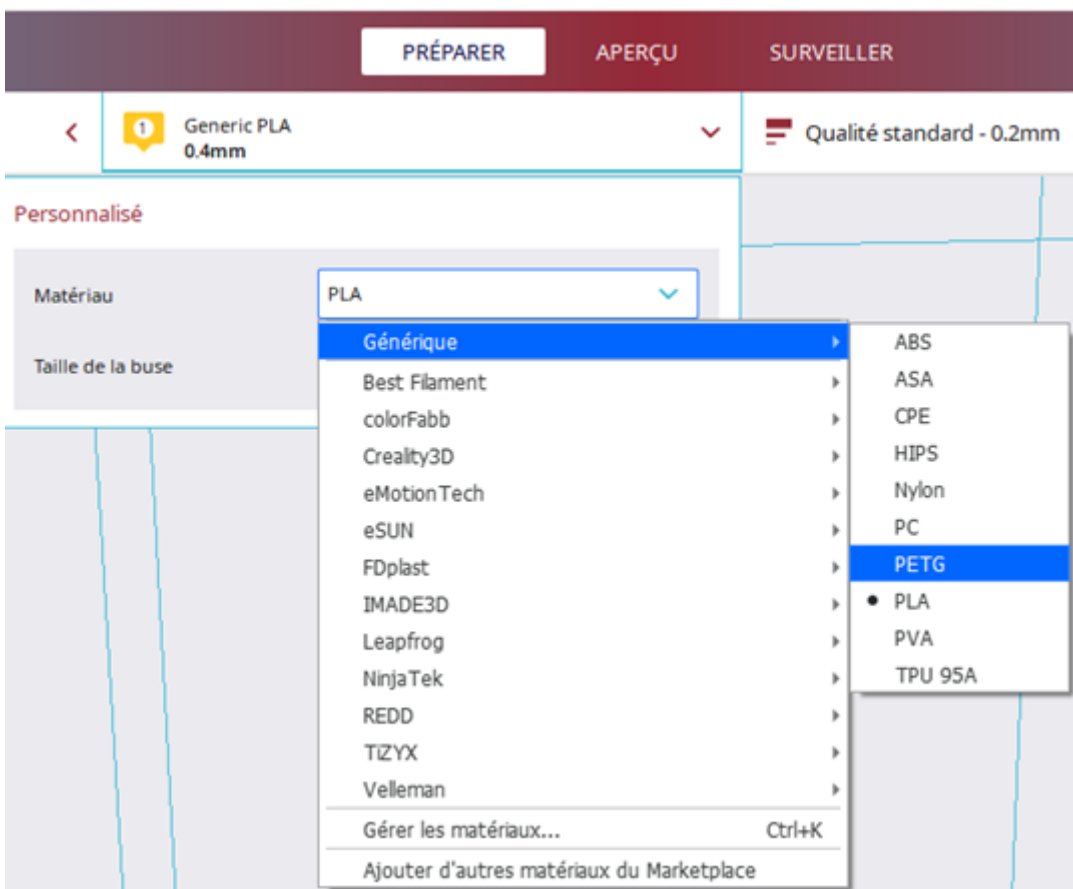 PRÉPARER
APERÇU
SURVEILLER
1
Generic PLA
0.4mm
Qualité standard - 0.2mm
Personnalisé
Matériau
PLA
Taille de la buse
Générique
Best Filament
colorFabb
Creality3D
eMotionTech
eSUN
FDplast
IMADE3D
Leapfrog
NinjaTek
REDD
TiZYX
Velleman
Gérer les matériaux... Ctrl+K
Ajouter d'autres matériaux du Marketplace
ABS
ASA
CPE
HIPS
Nylon
PC
PETG
PLA
PVA
TPU 95A